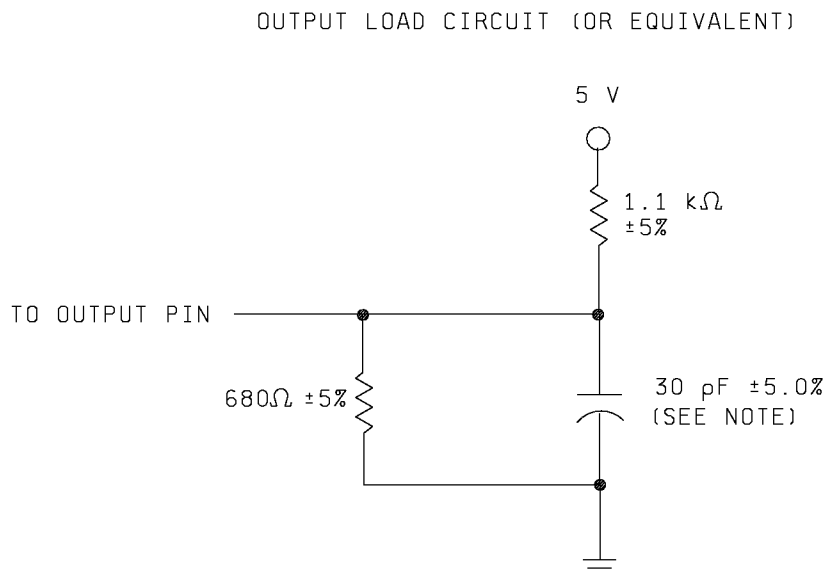 OUTPUT LOAD CIRCUIT (OR EQUIVALENT)
5 V
1.1 kΩ
±5%
TO OUTPUT PIN
680Ω ±5%
30 pF ±5.0%
(SEE NOTE)